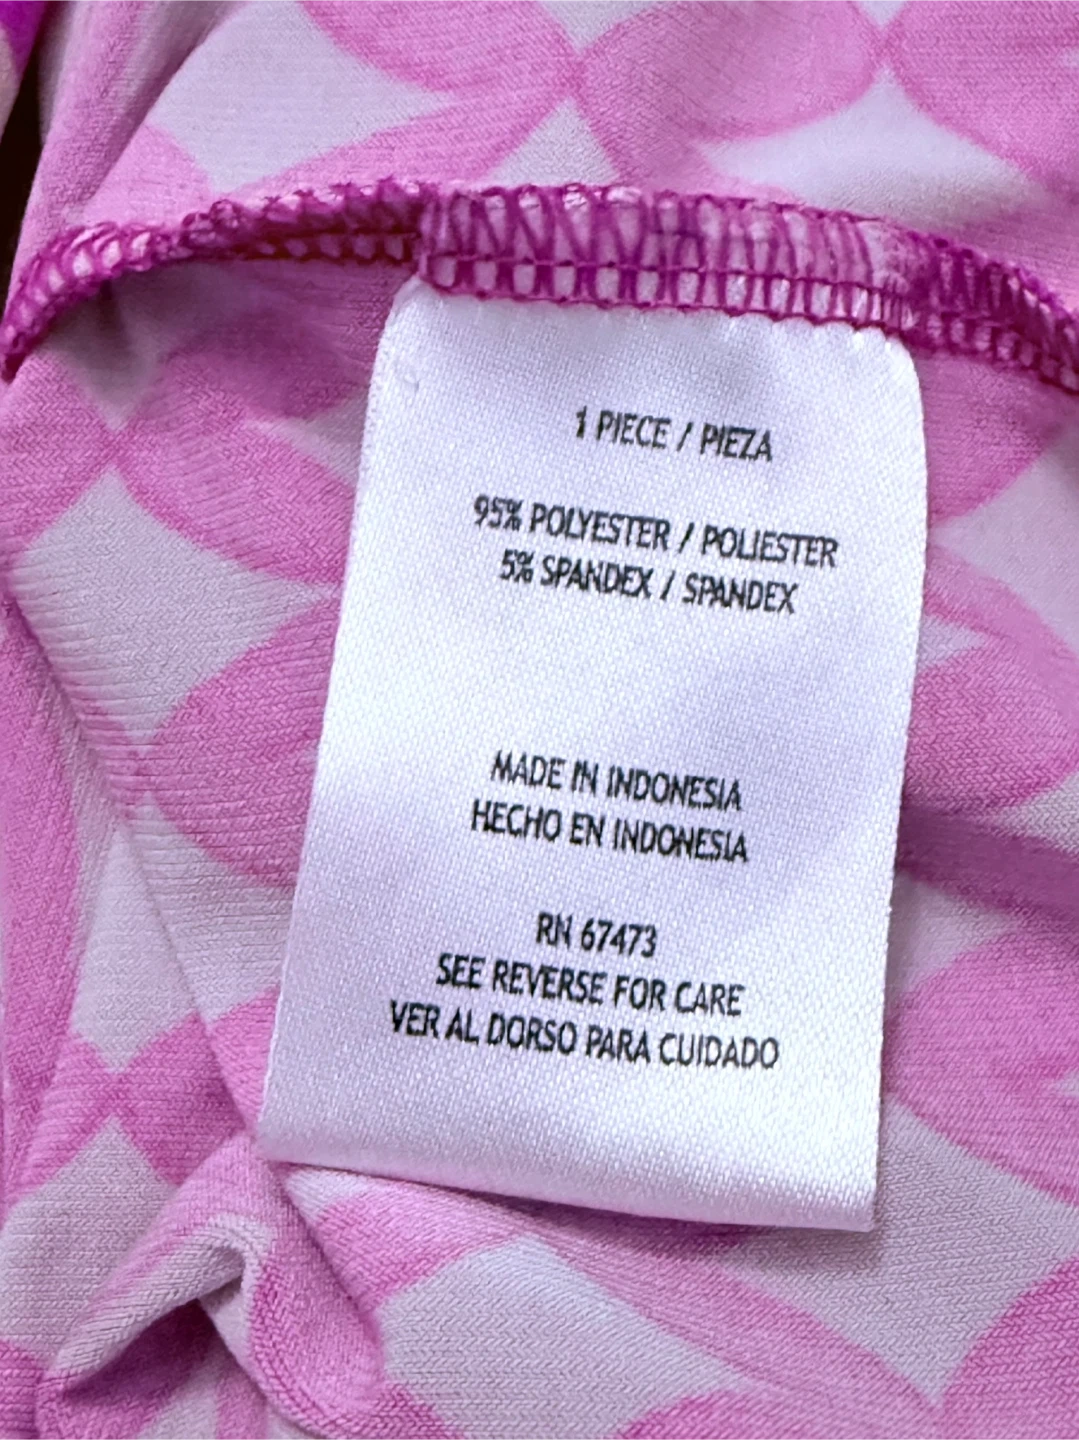 1 PIECE / PIEZA
95% POLYESTER / POLIESTER
5% SPANDEX / SPANDEX
MADE IN INDONESIA
HECHO EN INDONESIA
RN 67473
SEE REVERSE FOR CARE
VER AL DORSO PARA CUIDADO